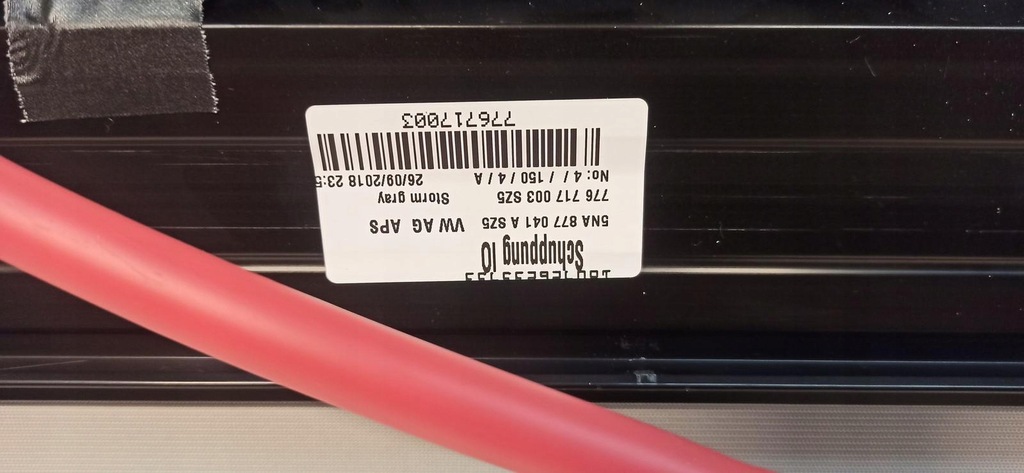 Schuppung IO
5NA 877 041 A SZ5 VW AG APS
776 717 003 SZ5 Storm gray
No: 4 / / 150 / 4 / A 26/09/2018 23:5
776717003